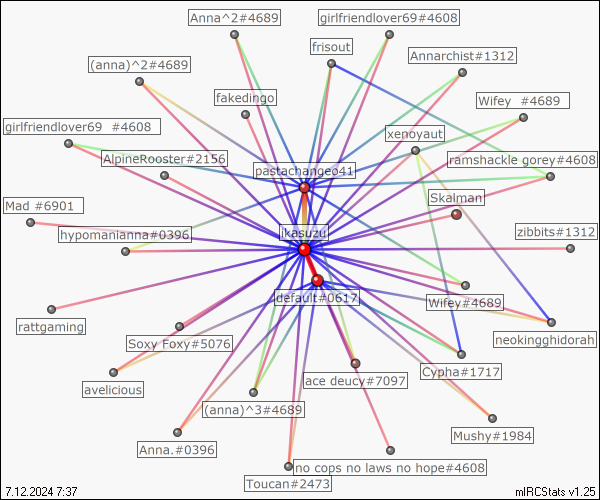 Anna^2#4689
girlfriendlover69#4608
frisout
Annarchist#1312
(anna)^2#4689
fakedingo
Wifey #4689
girlfriendlover69 #4608
xenoyaut
AlpineRooster#2156
ramshackle gorey#4608
pastachangeo41
Skalman
Mad #6901
ikasuzu
zibbits#1312
hypomanianna#0396
default#0617
Wifey#4689
rattgaming
neokingghidorah
Soxy Foxy#5076
Cypha#1717
ace deucy#7097
avelicious
(anna)^3#4689
Mushy#1984
Anna.#0396
no cops no laws no hope#4608
Toucan#2473
7.12.2024 7:37
mIRCStats v1.25